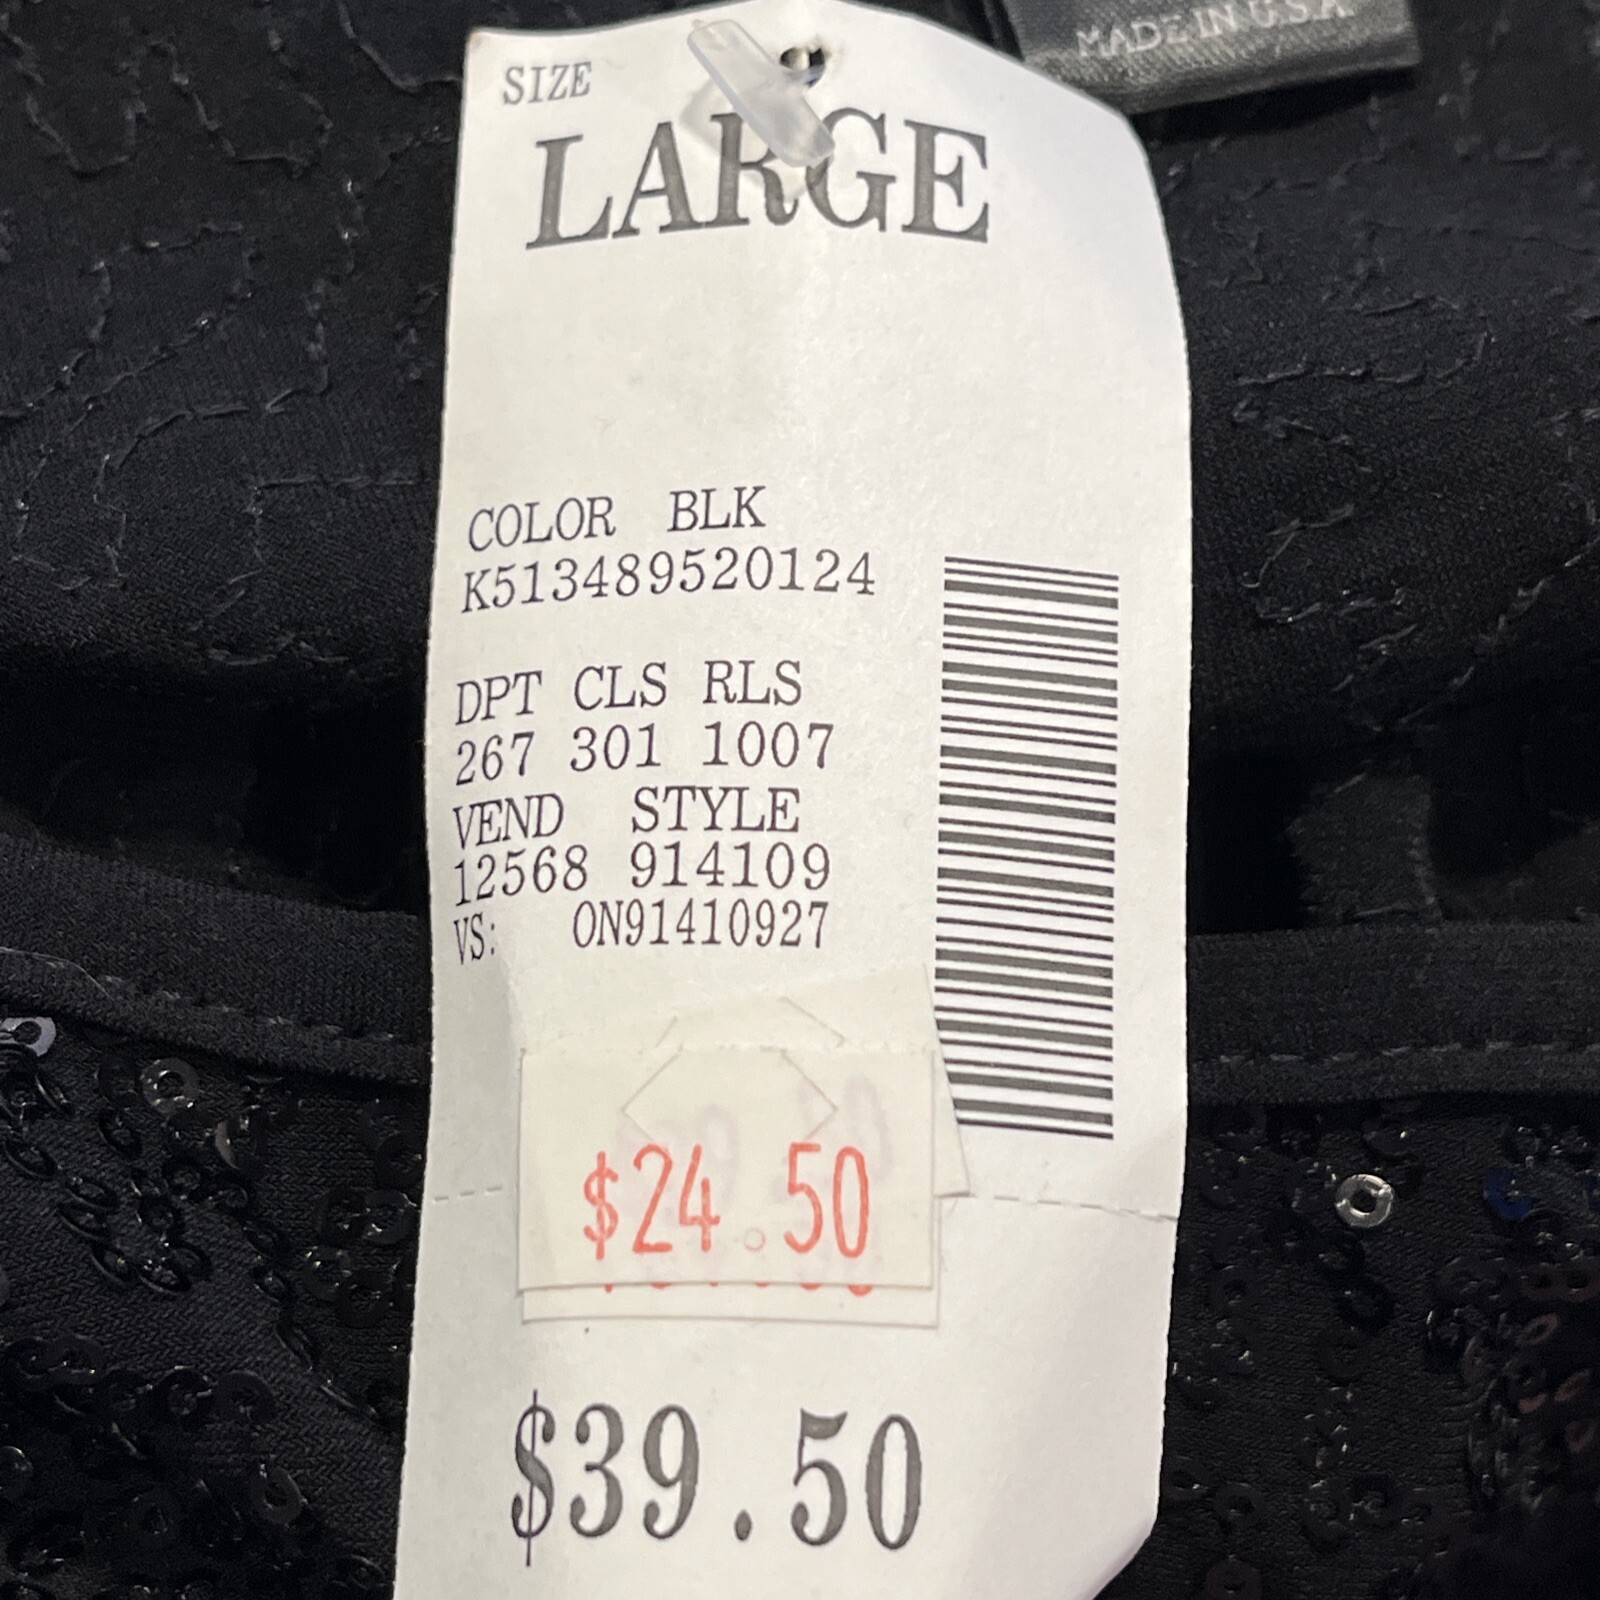 MADE IN U.S.A.
SIZE
LARGE
COLOR BLK
K513489520124
DPT CLS RLS
267 301 1007
VEND STYLE
12568 914109
VS: ON91410927
$24.50
$39.50